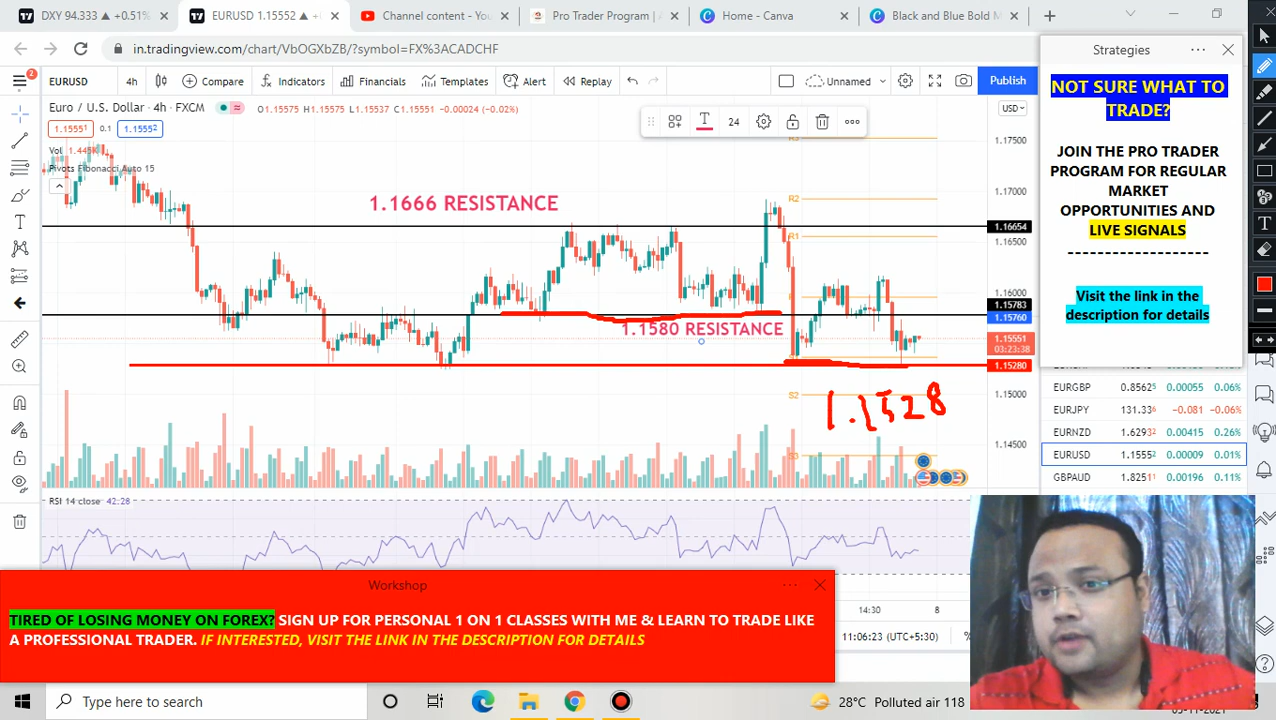 DXY 94.333 ▲ +0.51%
EURUSD 1.15552 ▲ +
Channel content - Yo
Pro Trader Program | A
Home - Canva
Black and Blue Bold M
in.tradingview.com/chart/VbOGXbZB/?symbol=FX%3ACADCHF
2
EURUSD
4h
Compare
Indicators
Financials
Templates
Alert
Replay
Unnamed
Publish
Euro / U.S. Dollar · 4h · FXCM
O1.15575 H1.15575 L1.15537 C1.15551 -0.00024 (-0.02%)
1.15551 0.1 1.15552
Vol
Pivots Fibonacci Auto 15
24
USD
1.17500
1.17000
1.16654
1.16500
1.16000
1.15783
1.15760
1.15551
03:23:38
1.15280
1.15000
1.14500
R3
R2
R1
S2
1.1666 RESISTANCE
1.1580 RESISTANCE
1.1528
RSI 14 close 42:28
14:30
8
11:06:23 (UTC+5:30)
%
Strategies
NOT SURE WHAT TO
TRADE?
JOIN THE PRO TRADER
PROGRAM FOR REGULAR
MARKET
OPPORTUNITIES AND
LIVE SIGNALS
-------------------
Visit the link in the
description for details
EURGBP 0.85625 0.00055 0.06%
EURJPY 131.336 -0.081 -0.06%
EURNZD 1.62932 0.00415 0.26%
EURUSD 1.15552 0.00009 0.01%
GBPAUD 1.82511 0.00196 0.11%
Workshop
TIRED OF LOSING MONEY ON FOREX? SIGN UP FOR PERSONAL 1 ON 1 CLASSES WITH ME & LEARN TO TRADE LIKE
A PROFESSIONAL TRADER. IF INTERESTED, VISIT THE LINK IN THE DESCRIPTION FOR DETAILS
Type here to search
28°C Polluted air 118